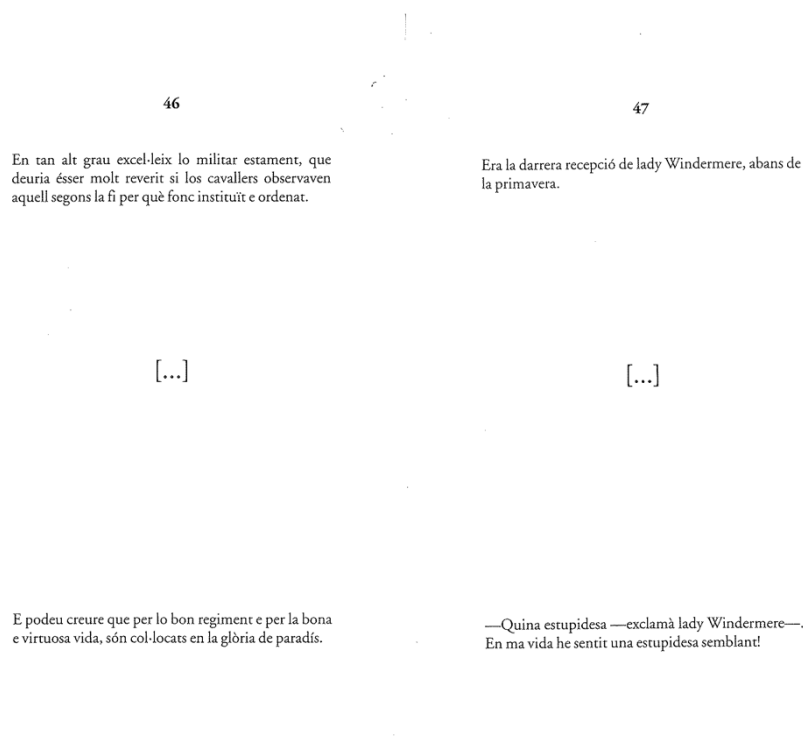 46
En tan alt grau excel·leix lo militar estament, que
deuria ésser molt reverit si los cavallers observaven
aquell segons la fi per què fonc instituït e ordenat.
[...]
E podeu creure que per lo bon regiment e per la bona
e virtuosa vida, són col·locats en la glòria de paradís.
47
Era la darrera recepció de lady Windermere, abans de
la primavera.
[...]
—Quina estupidesa —exclamà lady Windermere—.
En ma vida he sentit una estupidesa semblant!